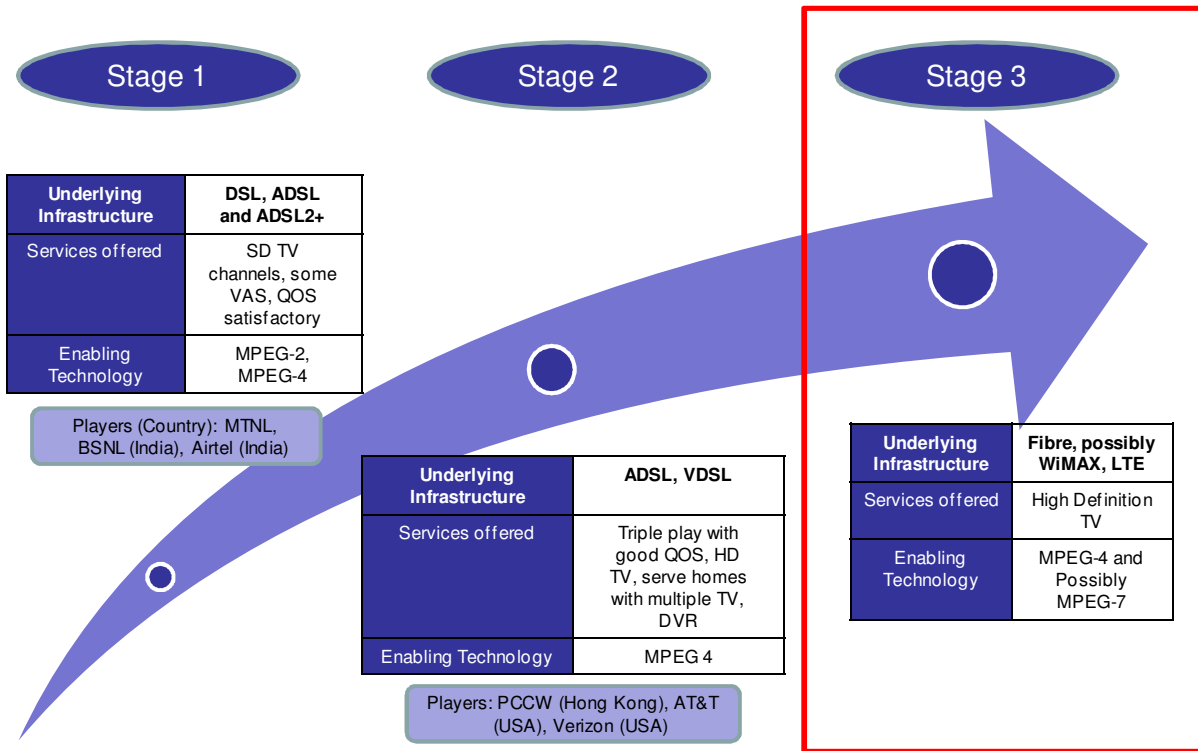 Stage 1
Stage 2
Stage 3
Underlying
Infrastructure
DSL, ADSL
and ADSL2+
Services offered
SD TV
channels, some
VAS, QOS
satisfactory
Enabling
Technology
MPEG-2,
MPEG-4
Players (Country): MTNL,
BSNL (India), Airtel (India)
Underlying
Infrastructure
ADSL, VDSL
Services offered
Triple play with
good QOS, HD
TV, serve homes
with multiple TV,
DVR
Enabling Technology
MPEG 4
Players: PCCW (Hong Kong), AT&T
(USA), Verizon (USA)
Underlying
Infrastructure
Fibre, possibly
WiMAX, LTE
Services offered
High Definition
TV
Enabling
Technology
MPEG-4 and
Possibly
MPEG-7